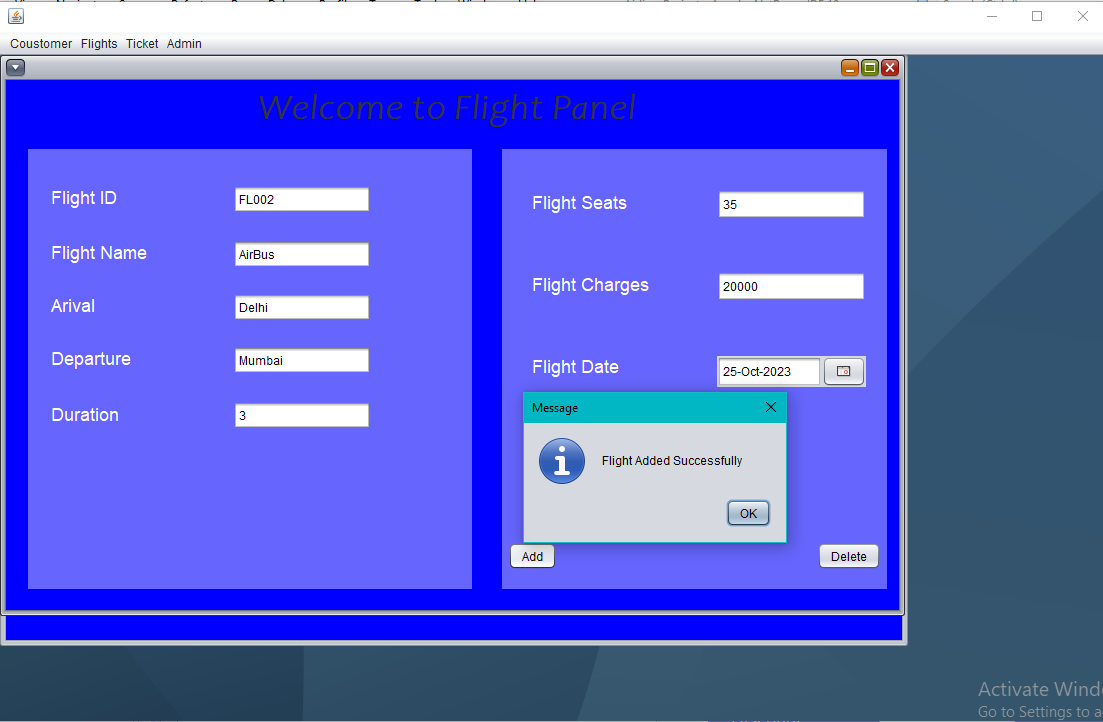 Coustomer Flights Ticket Admin
Welcome to Flight Panel
Flight ID
FL002
Flight Name
AirBus
Arival
Delhi
Departure
Mumbai
Duration
3
Flight Seats
35
Flight Charges
20000
Flight Date
25-Oct-2023
Message
Flight Added Successfully
OK
Add
Delete
Activate Wind
Go to Settings to a